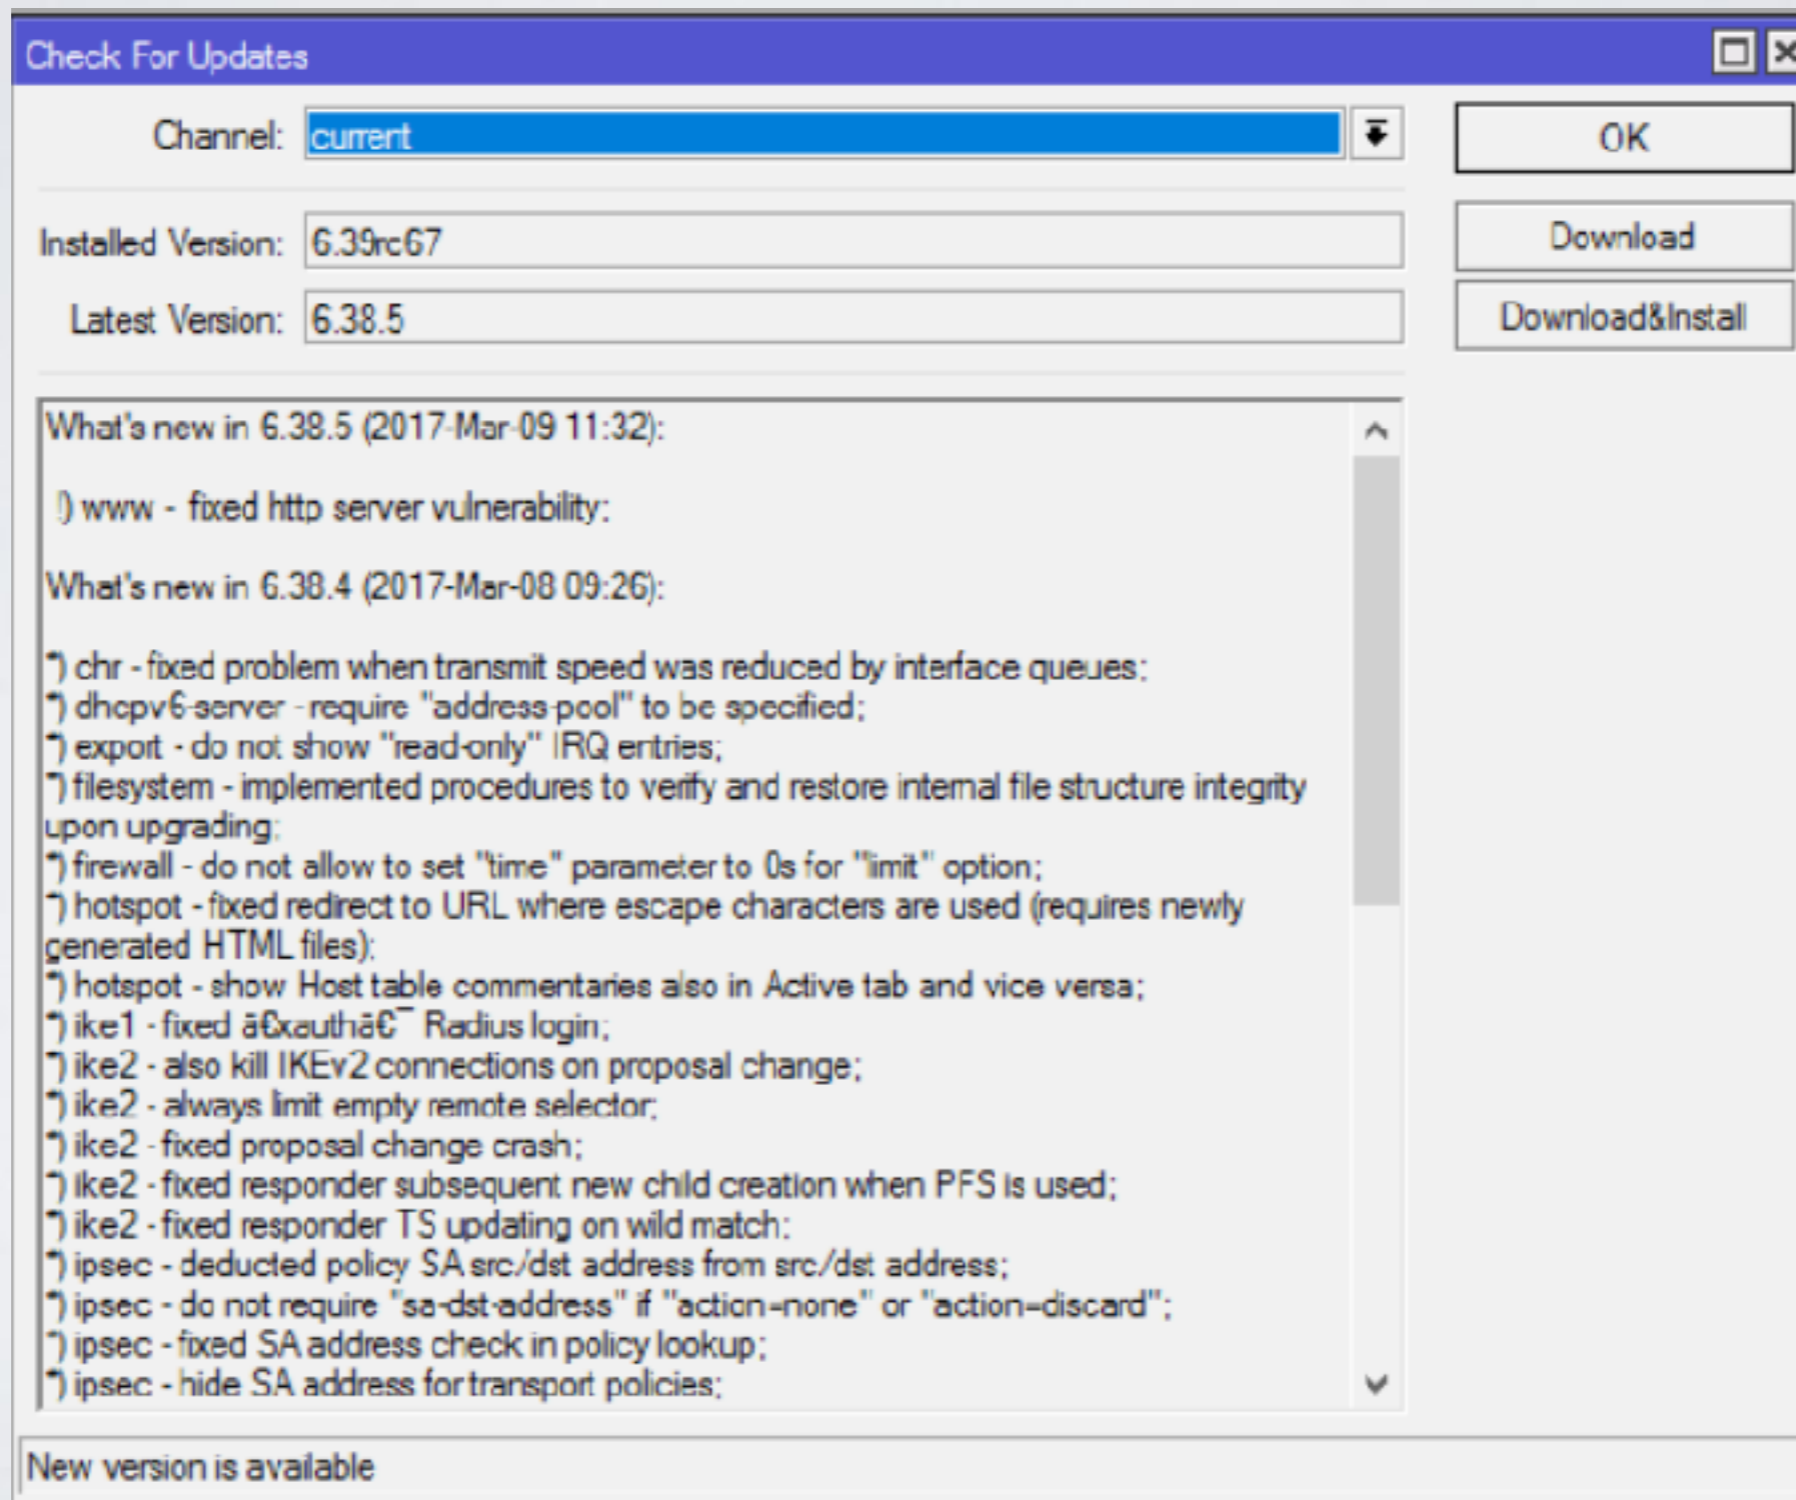 Check For Updates
Channel: current
OK
Installed Version: 6.39rc67
Download
Latest Version: 6.38.5
Download&Install
What's new in 6.38.5 (2017-Mar-09 11:32):
!) www - fixed http server vulnerability;
What's new in 6.38.4 (2017-Mar-08 09:26):
*) chr - fixed problem when transmit speed was reduced by interface queues;
*) dhcpv6-server - require "address-pool" to be specified;
*) export - do not show "read-only" IRQ entries;
*) filesystem - implemented procedures to verify and restore internal file structure integrity
upon upgrading;
*) firewall - do not allow to set "time" parameter to 0s for "limit" option;
*) hotspot - fixed redirect to URL where escape characters are used (requires newly
generated HTML files);
*) hotspot - show Host table commentaries also in Active tab and vice versa;
*) ike1 - fixed â€xauthâ€¯ Radius login;
*) ike2 - also kill IKEv2 connections on proposal change;
*) ike2 - always limit empty remote selector;
*) ike2 - fixed proposal change crash;
*) ike2 - fixed responder subsequent new child creation when PFS is used;
*) ike2 - fixed responder TS updating on wild match;
*) ipsec - deducted policy SA src/dst address from src/dst address;
*) ipsec - do not require "sa-dst-address" if "action=none" or "action=discard";
*) ipsec - fixed SA address check in policy lookup;
*) ipsec - hide SA address for transport policies;
New version is available